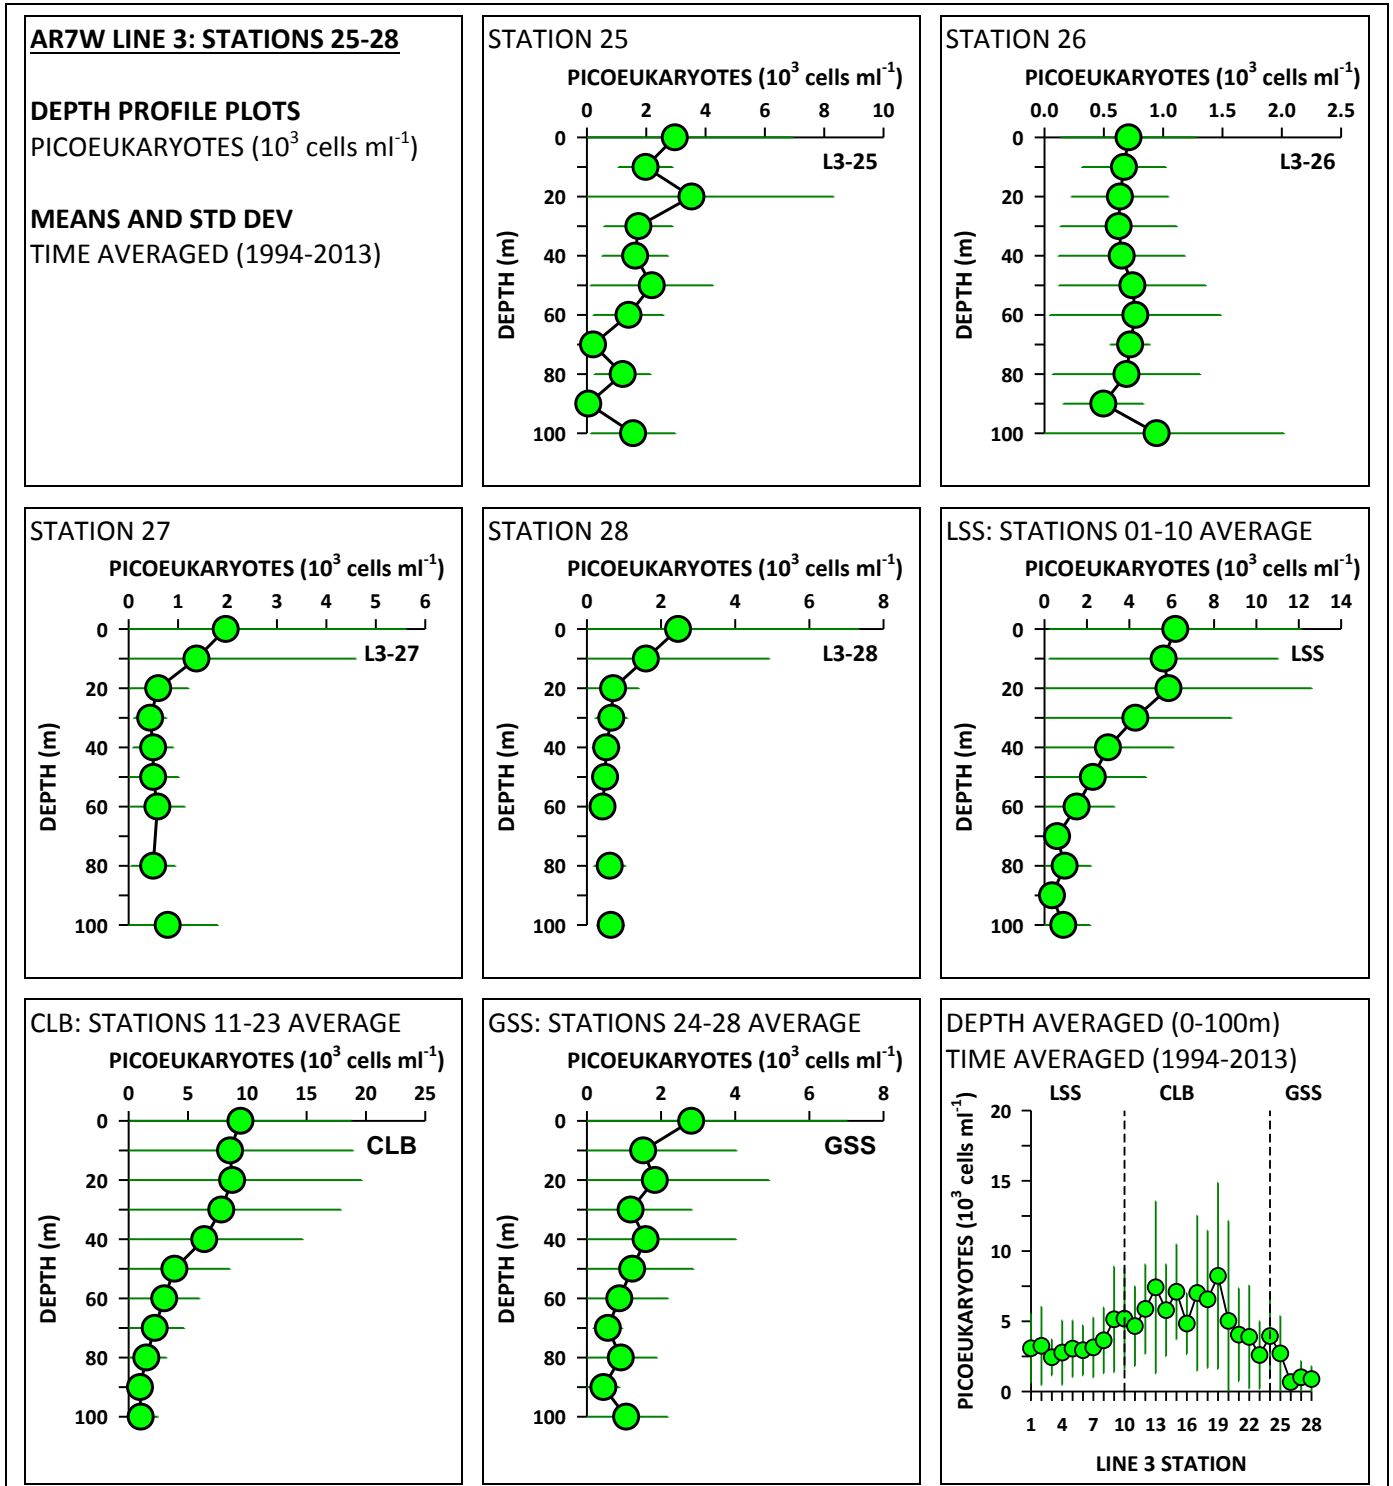 AR7W LINE 3: STATIONS 25-28
DEPTH PROFILE PLOTS
PICOEUKARYOTES (10³ cells ml⁻¹)
MEANS AND STD DEV
TIME AVERAGED (1994-2013)
STATION 25
PICOEUKARYOTES (10³ cells ml⁻¹)
0 2 4 6 8 10
L3-25
DEPTH (m)
0
20
40
60
80
100
STATION 26
PICOEUKARYOTES (10³ cells ml⁻¹)
0.0 0.5 1.0 1.5 2.0 2.5
L3-26
DEPTH (m)
0
20
40
60
80
100
STATION 27
PICOEUKARYOTES (10³ cells ml⁻¹)
0 1 2 3 4 5 6
L3-27
DEPTH (m)
0
20
40
60
80
100
STATION 28
PICOEUKARYOTES (10³ cells ml⁻¹)
0 2 4 6 8
L3-28
DEPTH (m)
0
20
40
60
80
100
LSS: STATIONS 01-10 AVERAGE
PICOEUKARYOTES (10³ cells ml⁻¹)
0 2 4 6 8 10 12 14
LSS
DEPTH (m)
0
20
40
60
80
100
CLB: STATIONS 11-23 AVERAGE
PICOEUKARYOTES (10³ cells ml⁻¹)
0 5 10 15 20 25
CLB
DEPTH (m)
0
20
40
60
80
100
GSS: STATIONS 24-28 AVERAGE
PICOEUKARYOTES (10³ cells ml⁻¹)
0 2 4 6 8
GSS
DEPTH (m)
0
20
40
60
80
100
DEPTH AVERAGED (0-100m)
TIME AVERAGED (1994-2013)
LSS CLB GSS
PICOEUKARYOTES (10³ cells ml⁻¹)
20
15
10
5
0
1 4 7 10 13 16 19 22 25 28
LINE 3 STATION